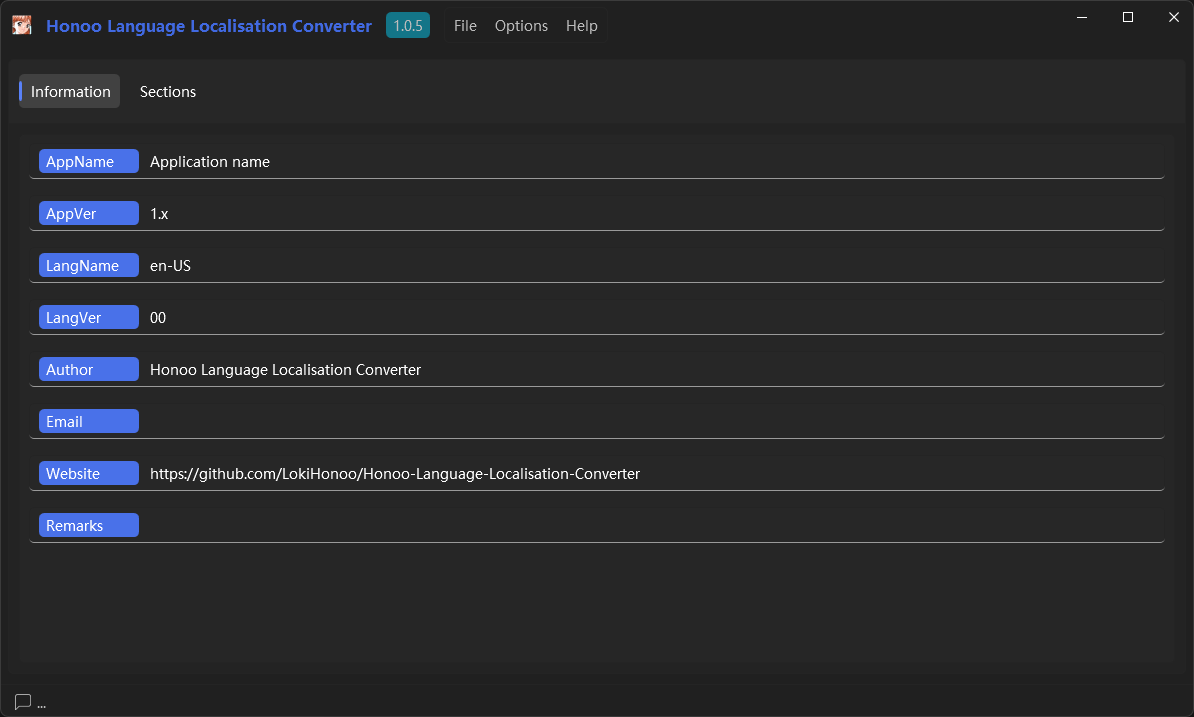 Honoo Language Localisation Converter 1.0.5 File Options Help
Information Sections
AppName Application name
AppVer 1.x
LangName en-US
LangVer 00
Author Honoo Language Localisation Converter
Email
Website https://github.com/LokiHonoo/Honoo-Language-Localisation-Converter
Remarks
...